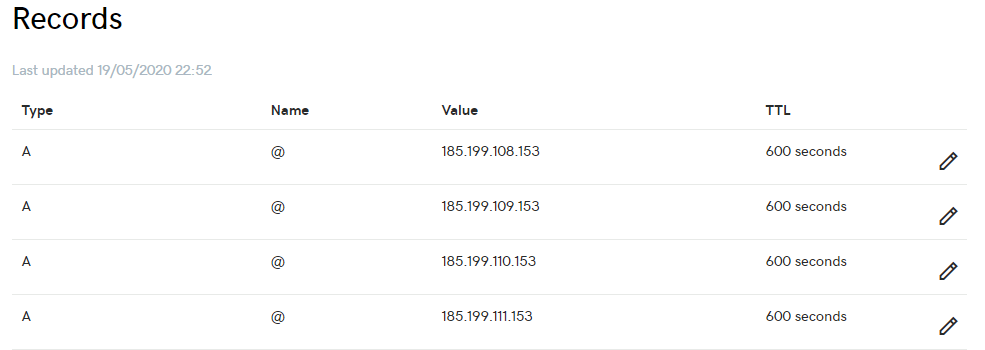 Records
Last updated 19/05/2020 22:52
Type Name Value TTL
A @ 185.199.108.153 600 seconds
A @ 185.199.109.153 600 seconds
A @ 185.199.110.153 600 seconds
A @ 185.199.111.153 600 seconds